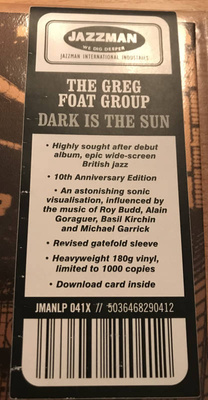 JAZZMAN
WE DIG DEEPER
JAZZMAN INTERNATIONAL INDUSTRIES
THE GREG
FOAT GROUP
DARK IS THE SUN
• Highly sought after debut
album, epic wide-screen
British jazz
• 10th Anniversary Edition
• An astonishing sonic
visualisation, influenced by
the music of Roy Budd, Alain
Goraguer, Basil Kirchin
and Michael Garrick
• Revised gatefold sleeve
• Heavyweight 180g vinyl,
limited to 1000 copies
• Download card inside
JMANLP 041X // 5036468290412